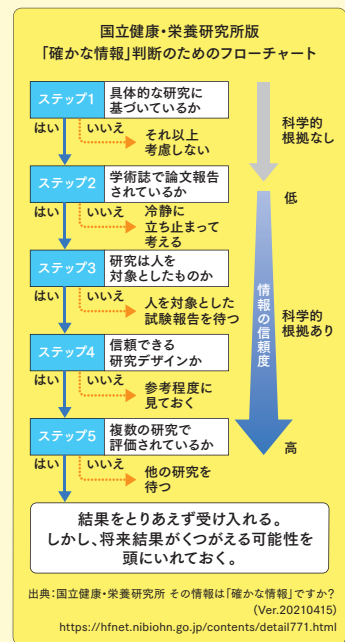 国立健康・栄養研究所版
「確かな情報」判断のためのフローチャート
ステップ1
具体的な研究に
基づいているか
はい
いいえ
それ以上
考慮しない
科学的
根拠なし
ステップ2
学術誌で論文報告
されているか
はい
いいえ
冷静に
立ち止まって
考える
低
ステップ3
研究は人を
対象としたものか
はい
いいえ
人を対象とした
試験報告を待つ
情報の信頼度
科学的
根拠あり
ステップ4
信頼できる
研究デザインか
はい
いいえ
参考程度に
見ておく
ステップ5
複数の研究で
評価されているか
はい
いいえ
他の研究を
待つ
高
結果をとりあえず受け入れる。
しかし、将来結果がくつがえる可能性を
頭にいれておく。
出典：国立健康・栄養研究所 その情報は「確かな情報」ですか?
(Ver.20210415)
https://hfnet.nibiohn.go.jp/contents/detail771.html